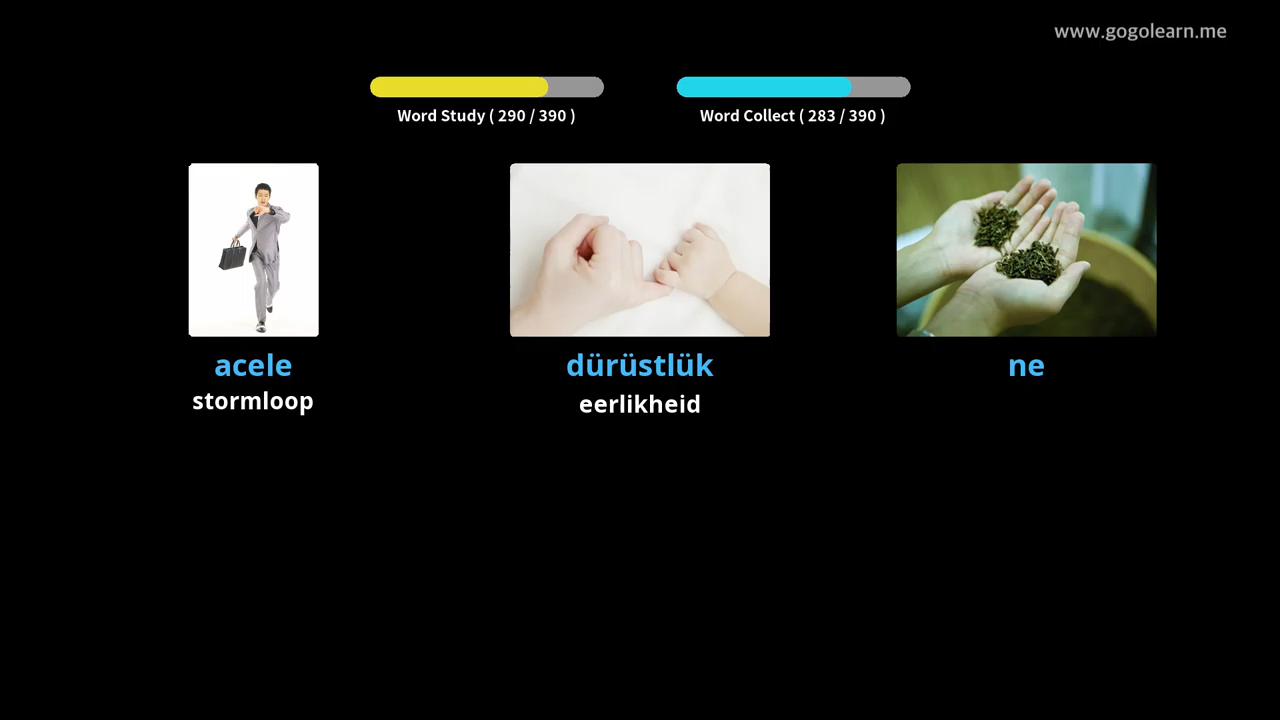 www.gogolearn.me
Word Study ( 290 / 390 )
Word Collect ( 283 / 390 )
acele
dürüstlük
ne
stormloop
eerlikheid